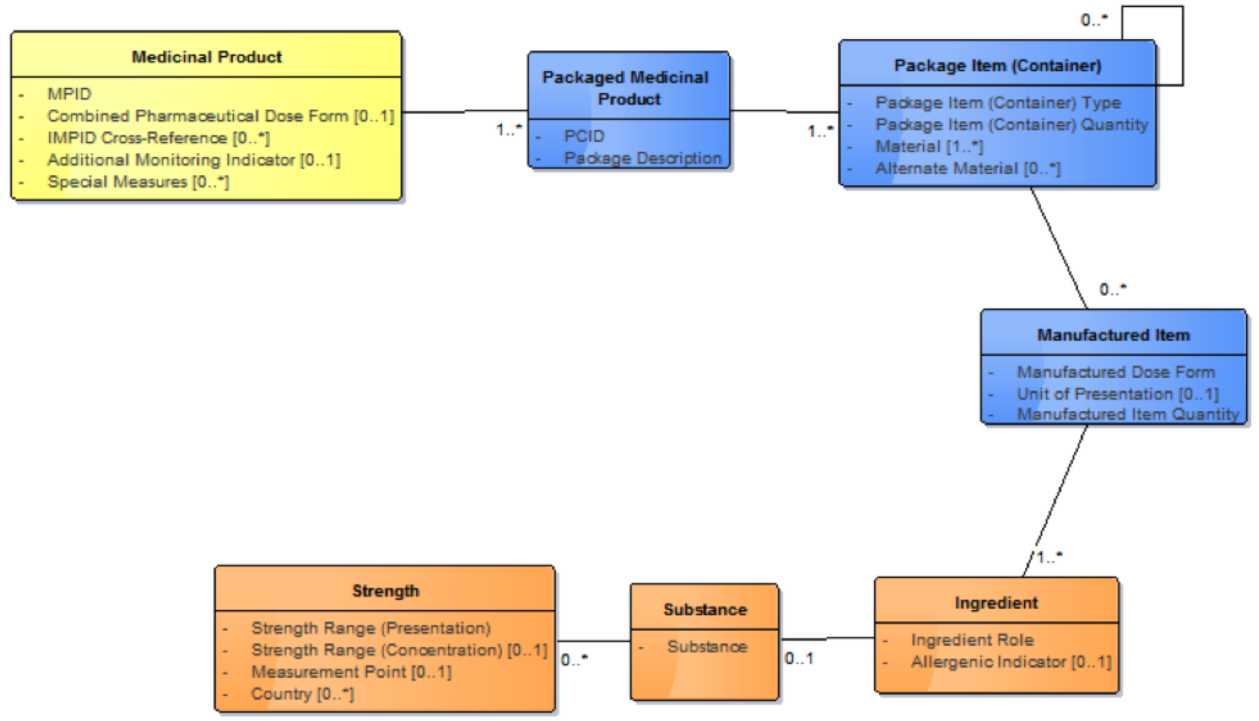 0..*
Medicinal Product
- MPID
- Combined Pharmaceutical Dose Form [0..1]
- IMPID Cross-Reference [0..*]
- Additional Monitoring Indicator [0..1]
- Special Measures [0..*]
1..*
Packaged Medicinal
Product
- PCID
- Package Description
1..*
Package Item (Container)
- Package Item (Container) Type
- Package Item (Container) Quantity
- Material [1..*]
- Alternate Material [0..*]
0..*
Manufactured Item
- Manufactured Dose Form
- Unit of Presentation [0..1]
- Manufactured Item Quantity
1..*
Strength
- Strength Range (Presentation)
- Strength Range (Concentration) [0..1]
- Measurement Point [0..1]
- Country [0..*]
0..*
Substance
- Substance
0..1
Ingredient
- Ingredient Role
- Allergenic Indicator [0..1]